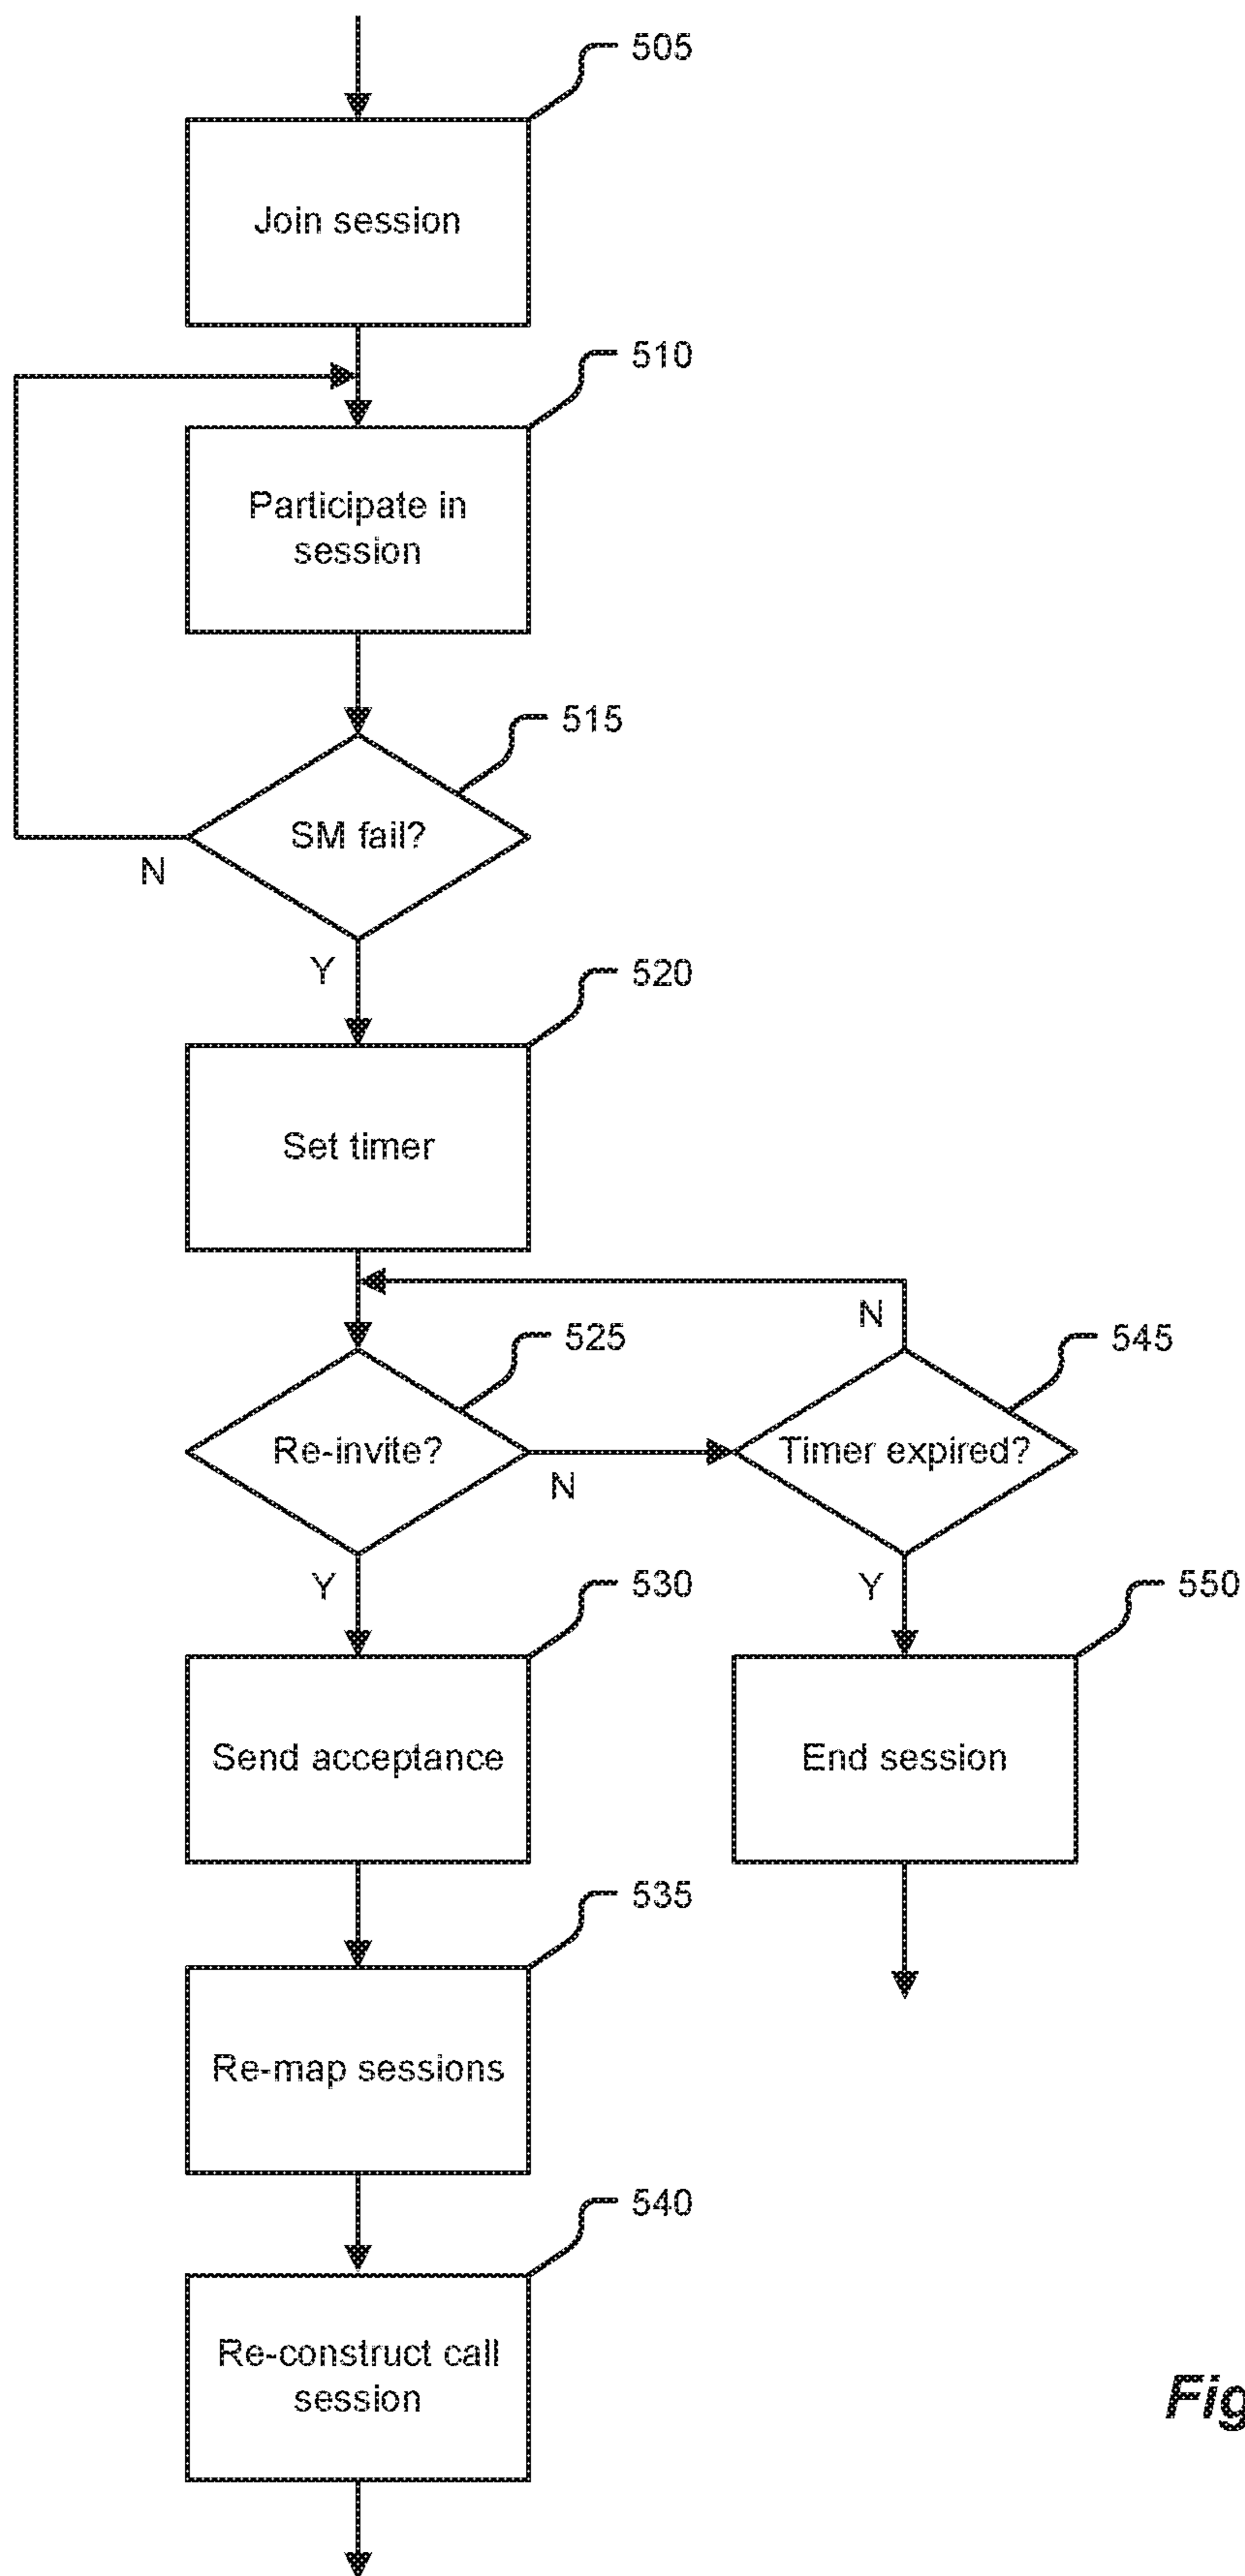 505
Join session
510
Participate in
session
515
SM fail?
N
Y
520
Set timer
N
525
545
Re-invite?
Timer expired?
N
Y
530
Y
550
Send acceptance
End session
535
Re-map sessions
540
Re-construct call
session
Fig